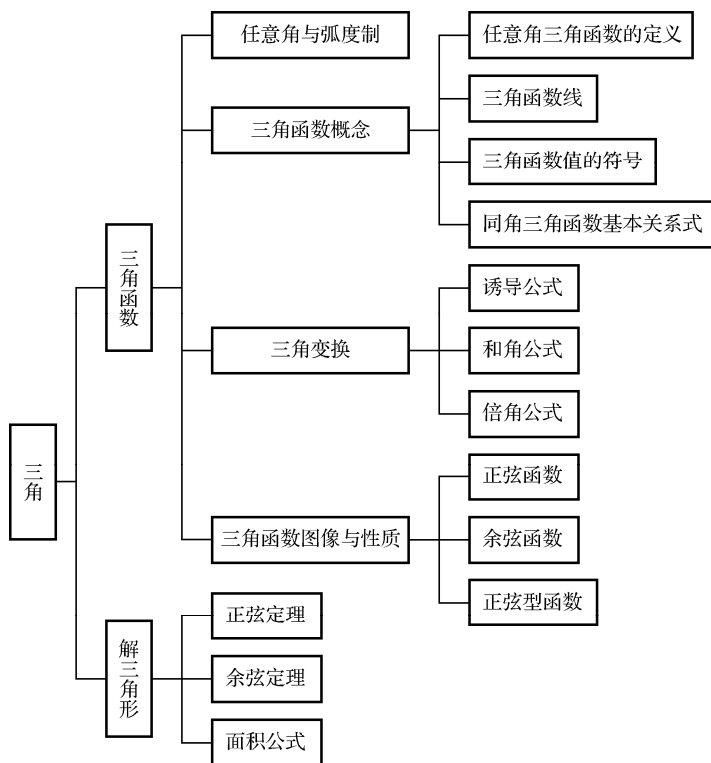 三角
三角函数
任意角与弧度制
三角函数概念
任意角三角函数的定义
三角函数线
三角函数值的符号
同角三角函数基本关系式
三角变换
诱导公式
和角公式
倍角公式
三角函数图像与性质
正弦函数
余弦函数
正弦型函数
解三角形
正弦定理
余弦定理
面积公式